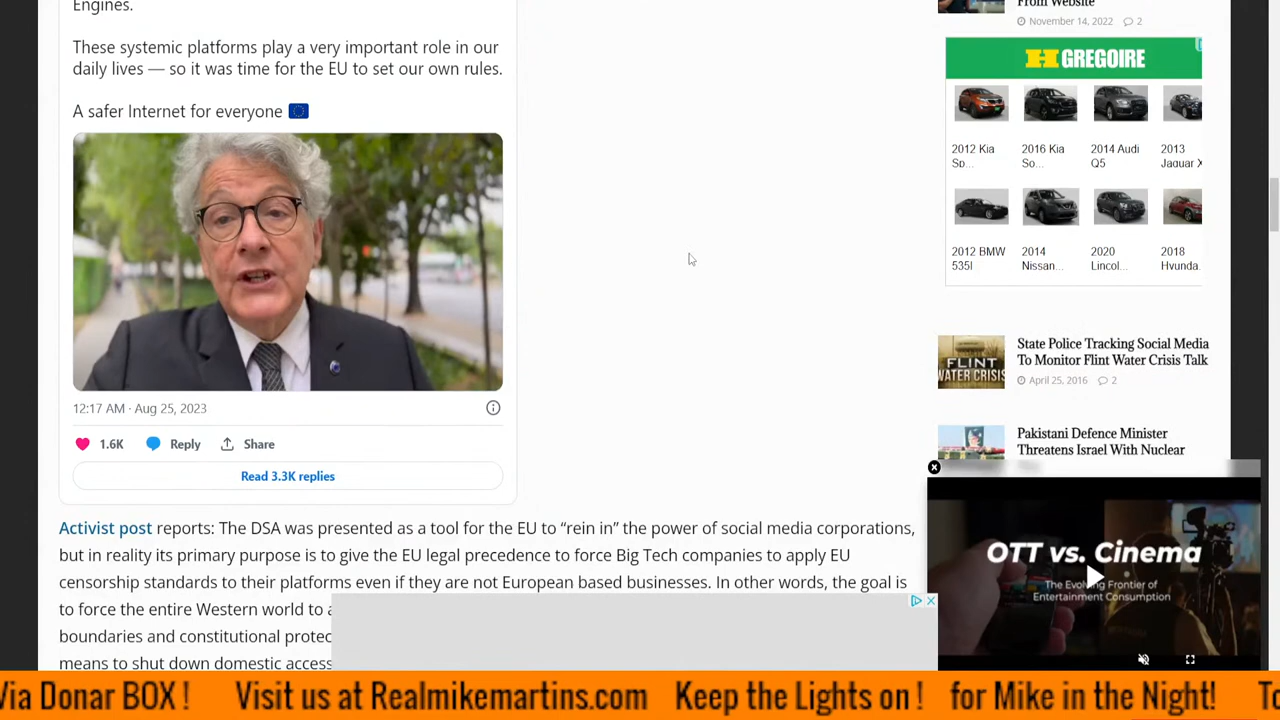 Engines.
These systemic platforms play a very important role in our
daily lives — so it was time for the EU to set our own rules.
A safer Internet for everyone 🇪🇺
12:17 AM · Aug 25, 2023
1.6K Reply Share
Read 3.3K replies
Activist post reports: The DSA was presented as a tool for the EU to “rein in” the power of social media corporations,
but in reality its primary purpose is to give the EU legal precedence to force Big Tech companies to apply EU
censorship standards to their platforms even if they are not European based businesses. In other words, the goal is
to force the entire Western world to
boundaries and constitutional
means to shut down domestic
From Website
November 14, 2022 2
H GREGOIRE
2012 Kia
Sp...
2016 Kia
So...
2014 Audi
Q5
2013
Jaguar X
2012 BMW
535I
2014
Nissan...
2020
Lincol...
2018
Hyunda
State Police Tracking Social Media
To Monitor Flint Water Crisis Talk
April 25, 2016 2
FLINT
WATER CRISIS
Pakistani Defence Minister
Threatens Israel With Nuclear
OTT vs. Cinema
The Evolving Frontier of
Entertainment Consumption
Via Donar BOX ! Visit us at Realmikemartins.com Keep the Lights on ! for Mike in the Night!